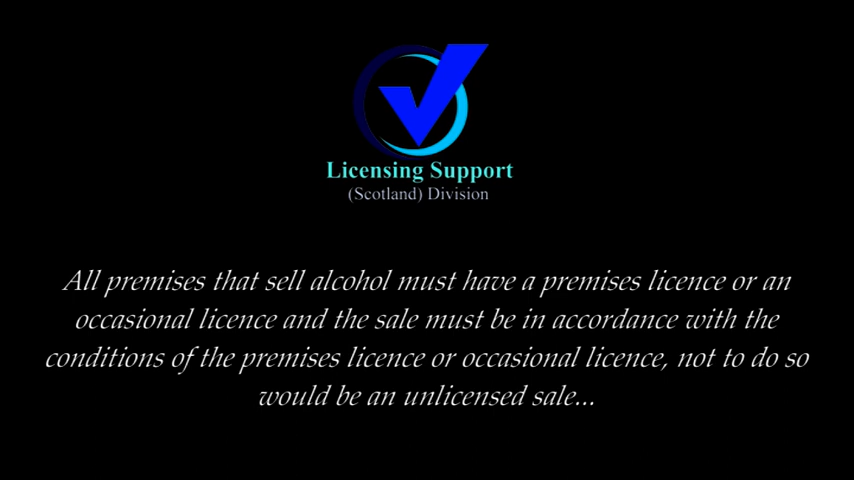 Licensing Support
(Scotland) Division
All premises that sell alcohol must have a premises licence or an
occasional licence and the sale must be in accordance with the
conditions of the premises licence or occasional licence, not to do so
would be an unlicensed sale...